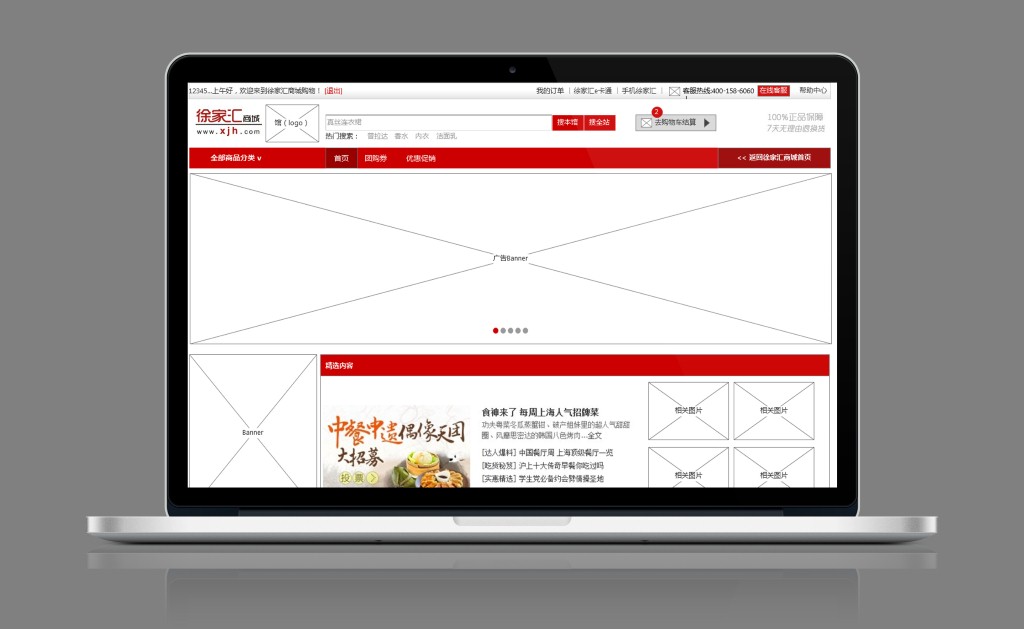 12345...上午好，欢迎来到徐家汇商城购物！ [退出]
我的订单 | 徐家汇e卡通 | 手机徐家汇 | 客服热线:400-158-6060 在线客服 帮助中心
徐家汇商城
www.xjh.com
馆（logo）
真丝连衣裙
搜本馆 搜全站
热门搜索： 雪拉达 香水 内衣 洁面乳
2
去购物车结算
100%正品保障
7天无理由退换货
全部商品分类 v
首页 团购券 优惠促销
<< 返回徐家汇商城首页
广告Banner
Banner
精选内容
中餐申遗偶像天团
大招募
投票
食神来了 每周上海人气招牌菜
功夫粤菜冬瓜蒸蟹钳、破产姐妹里的超人气甜甜
圈、风靡思密达的韩国八色烤肉...全文
[达人爆料] 中国餐厅周 上海顶级餐厅一览
[吃货秘笈] 沪上十大传奇早餐你吃过吗
[实惠精选] 学生党必备约会劈情操圣地
相关图片
相关图片
相关图片
相关图片